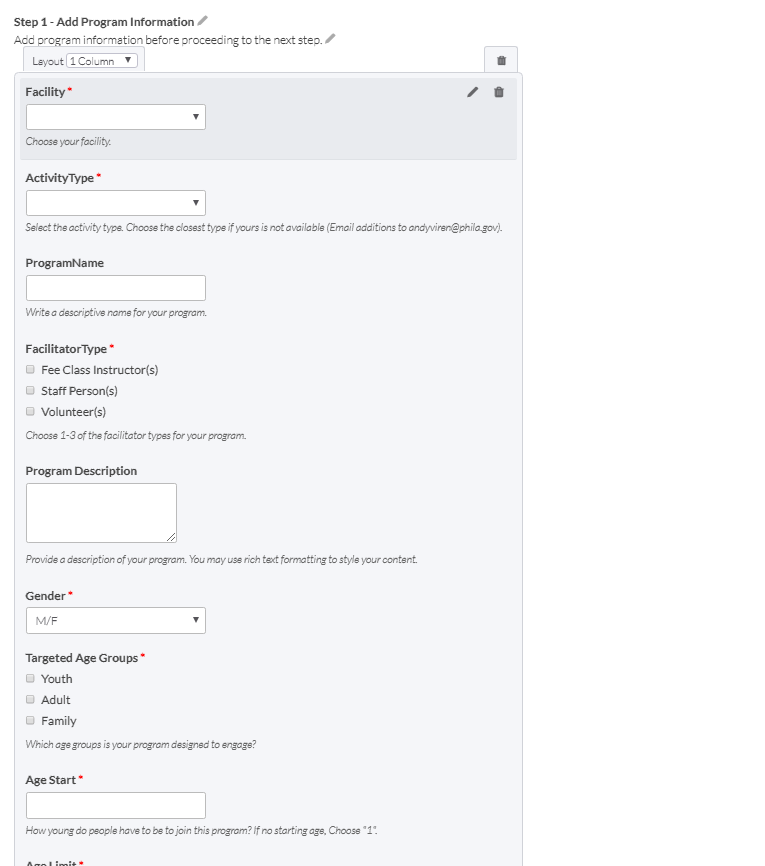 Step 1 - Add Program Information
Add program information before proceeding to the next step.
Layout 1 Column
Facility *
Choose your facility.
ActivityType *
Select the activity type. Choose the closest type if yours is not available (Email additions to andyviren@phila.gov).
ProgramName
Write a descriptive name for your program.
FacilitatorType *
Fee Class Instructor(s)
Staff Person(s)
Volunteer(s)
Choose 1-3 of the facilitator types for your program.
Program Description
Provide a description of your program. You may use rich text formatting to style your content.
Gender *
M/F
Targeted Age Groups *
Youth
Adult
Family
Which age groups is your program designed to engage?
Age Start *
How young do people have to be to join this program? If no starting age, Choose "1".
Age Limit *